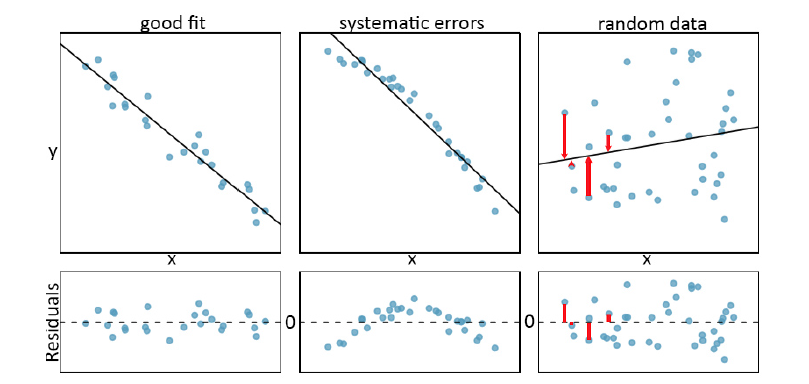 good fit
systematic errors
random data
y
x
x
x
Residuals
0
0